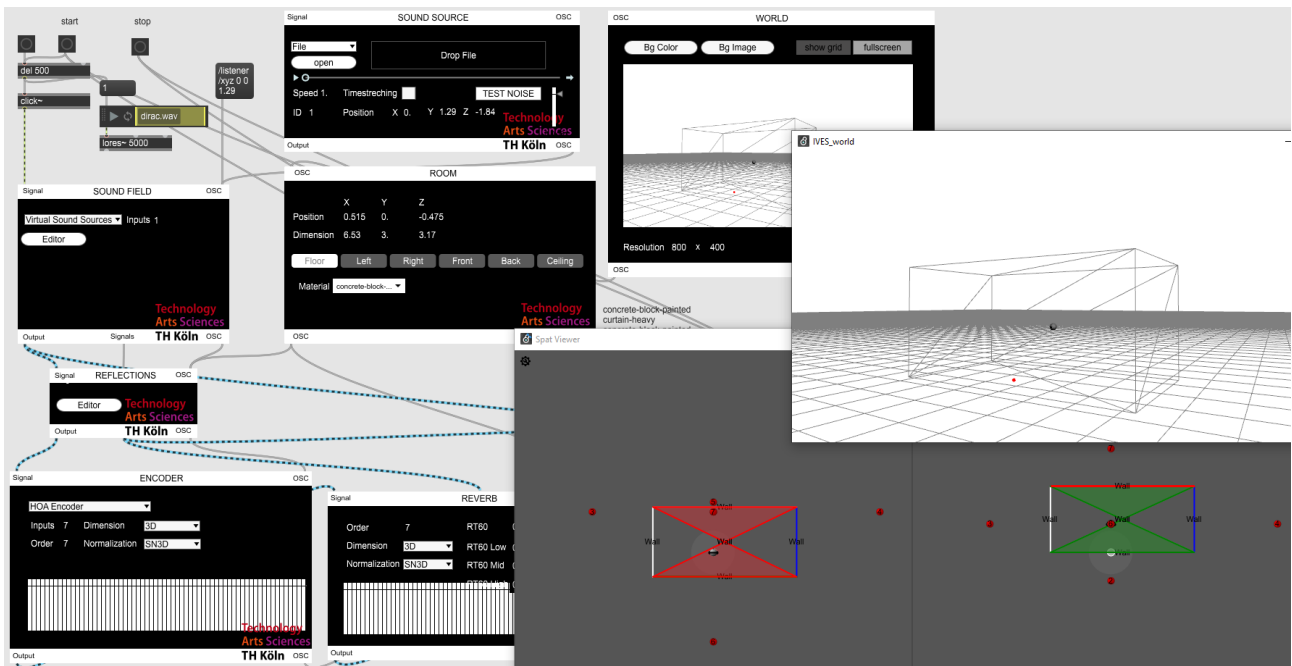 start
stop
del 500
click~
1
/listener
/xyz 0 0
1.29
dirac.wav
lores~ 5000
Signal SOUND SOURCE OSC
File
open
Drop File
Speed 1. Timestreching TEST NOISE
ID 1 Position X 0. Y 1.29 Z -1.84
Technology
Arts Sciences
Output TH Köln OSC
OSC WORLD
Bg Color Bg Image show grid fullscreen
Resolution 800 x 400
OSC
IVES_world
Signal SOUND FIELD OSC
Virtual Sound Sources Inputs 1
Editor
Technology
Arts Sciences
Output Signals TH Köln OSC
OSC ROOM
X Y Z
Position 0.515 0. -0.475
Dimension 6.53 3. 3.17
Floor Left Right Front Back Ceiling
Material concrete-block-...
Technology
Arts Sciences
OSC TH Köln OSC
concrete-block-painted
curtain-heavy
Spat Viewer
Signal REFLECTIONS OSC
Editor
Technology
Arts Sciences
Output TH Köln OSC
Signal ENCODER OSC
HOA Encoder
Inputs 7 Dimension 3D
Order 7 Normalization SN3D
Technology
Arts Sciences
Output TH Köln OSC
Signal REVERB
Order 7 RT60
Dimension 3D RT60 Low
Normalization SN3D RT60 Mid
Output
Wall
Wall
Wall
Wall
Wall
Wall
Wall
Wall
Wall
Wall